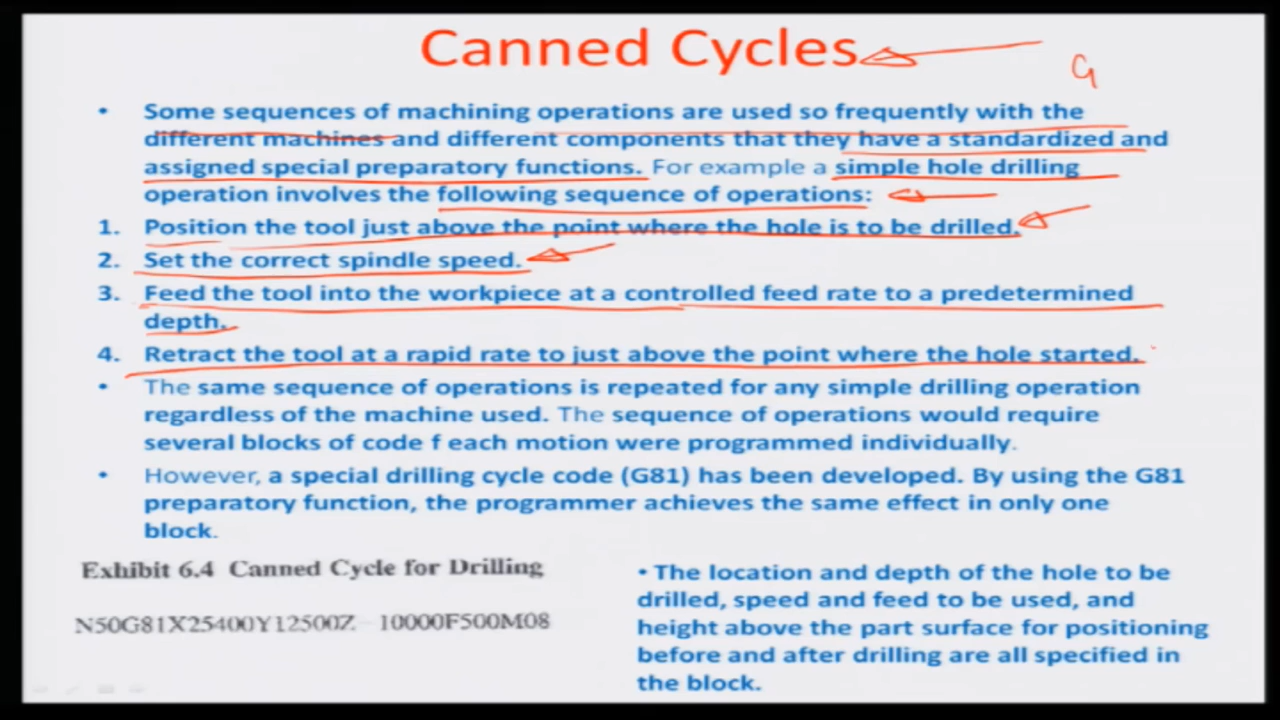 Canned Cycles
G
• Some sequences of machining operations are used so frequently with the
different machines and different components that they have a standardized and
assigned special preparatory functions. For example a simple hole drilling
operation involves the following sequence of operations:
1. Position the tool just above the point where the hole is to be drilled.
2. Set the correct spindle speed.
3. Feed the tool into the workpiece at a controlled feed rate to a predetermined
depth.
4. Retract the tool at a rapid rate to just above the point where the hole started.
• The same sequence of operations is repeated for any simple drilling operation
regardless of the machine used. The sequence of operations would require
several blocks of code f each motion were programmed individually.
• However, a special drilling cycle code (G81) has been developed. By using the G81
preparatory function, the programmer achieves the same effect in only one
block.
Exhibit 6.4 Canned Cycle for Drilling
N50G81X25400Y12500Z 10000F500M08
• The location and depth of the hole to be
drilled, speed and feed to be used, and
height above the part surface for positioning
before and after drilling are all specified in
the block.